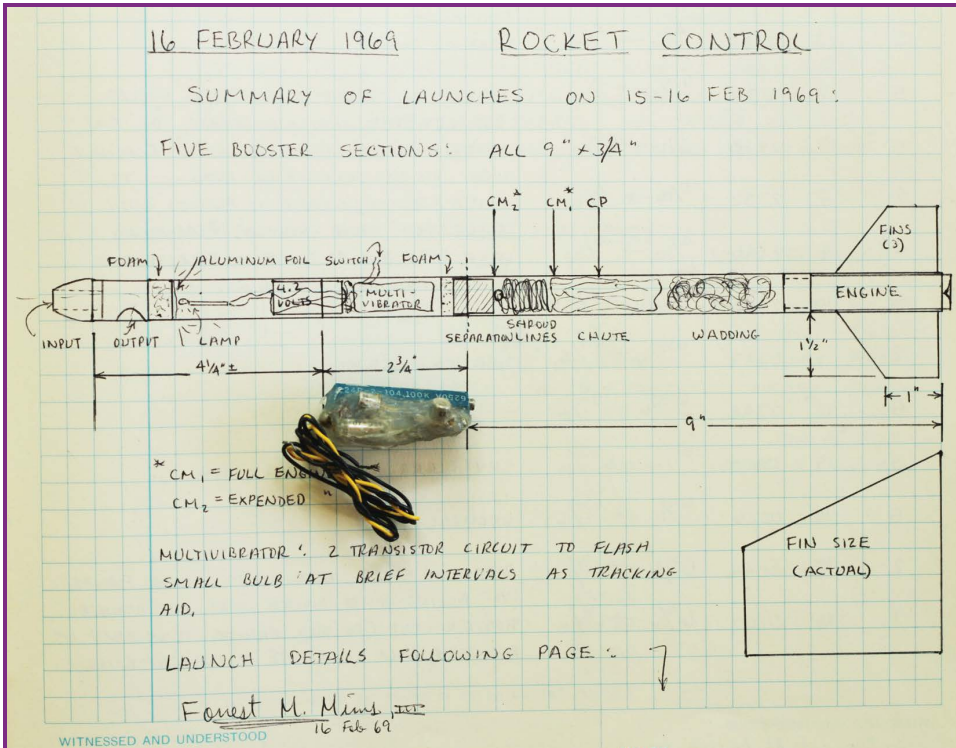 16 FEBRUARY 1969 ROCKET CONTROL
SUMMARY OF LAUNCHES ON 15-16 FEB 1969:
FIVE BOOSTER SECTIONS: ALL 9" x 3/4"
CM₂* CM₁* CP
FINS
(3)
FOAM ALUMINUM FOIL SWITCH FOAM
4.2
VOLTS
MULTI-
VIBRATOR
ENGINE
INPUT OUTPUT LAMP
SEPARATION
SHROUD
LINES
CHUTE WADDING
1 1/2"
4 1/4" ± 2 3/4"
1"
9"
104,100K
* CM₁ = FULL
CM₂ = EXPENDED "
MULTIVIBRATOR: 2 TRANSISTOR CIRCUIT TO FLASH
SMALL BULB AT BRIEF INTERVALS AS TRACKING
AID.
FIN SIZE
(ACTUAL)
LAUNCH DETAILS FOLLOWING PAGE:
Forrest M. Mims, III
16 Feb 69
WITNESSED AND UNDERSTOOD